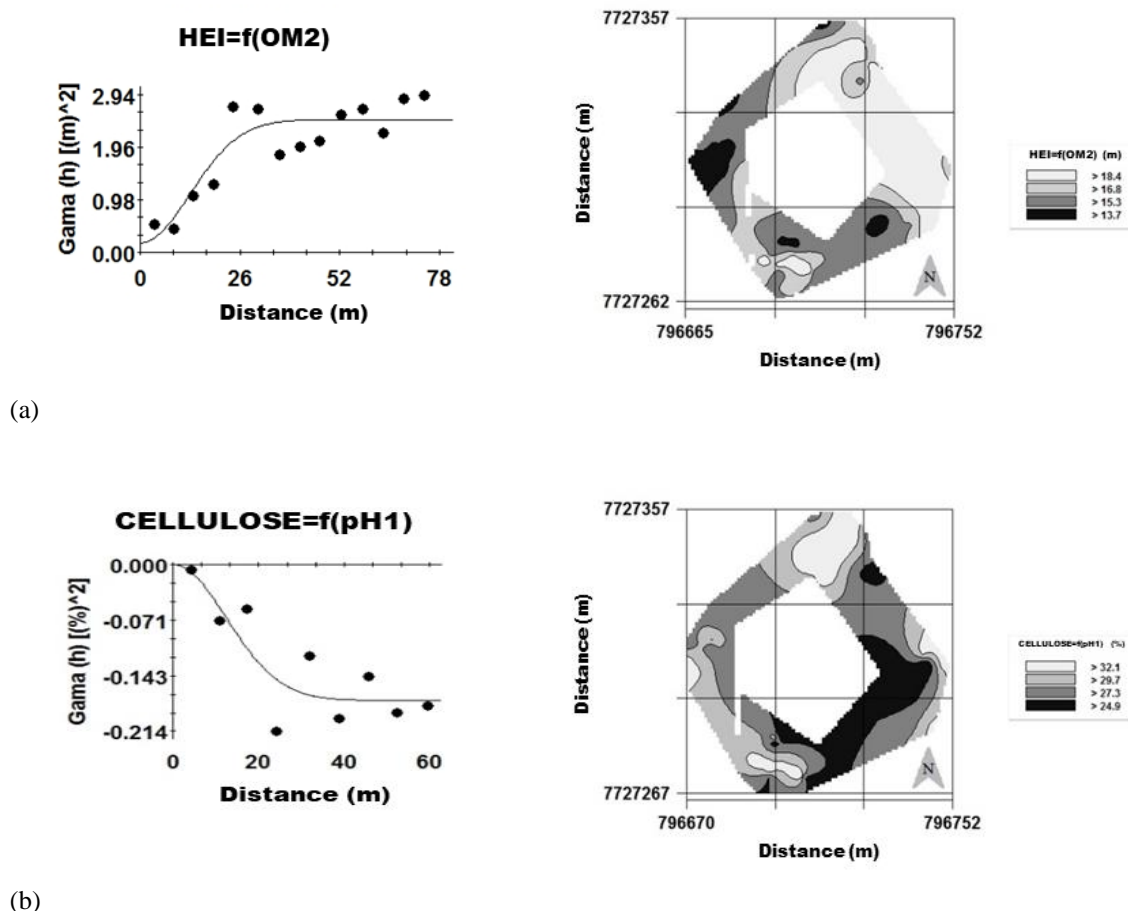 HEI=f(OM2)
Gama (h) [(m)^2]
2.94
1.96
0.98
0.00
0 26 52 78
Distance (m)
7727357
Distance (m)
7727262
796665 796752
Distance (m)
N
HEI=f(OM2) (m)
> 18.4
> 16.8
> 15.3
> 13.7
(a)
CELLULOSE=f(pH1)
Gama (h) [(%)^2]
0.000
-0.071
-0.143
-0.214
0 20 40 60
Distance (m)
7727357
Distance (m)
7727267
796670 796752
Distance (m)
N
CELLULOSE=f(pH1) (%)
> 32.1
> 29.7
> 27.3
> 24.9
(b)